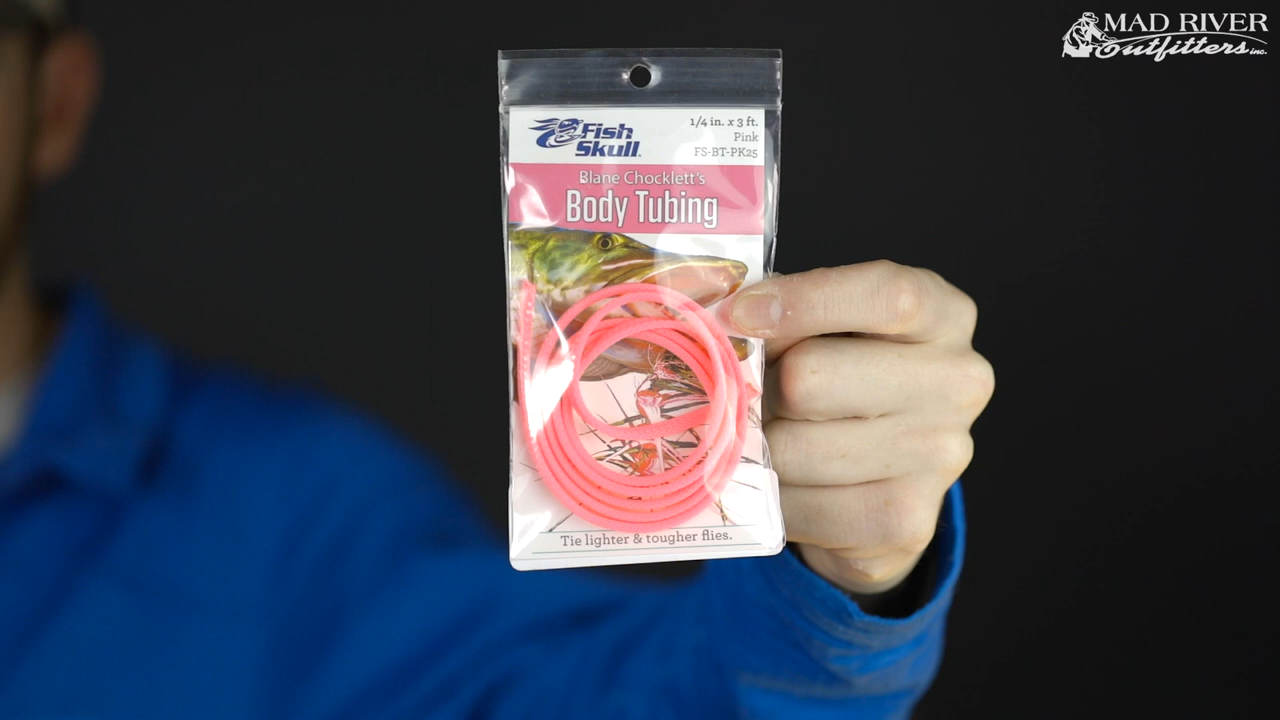 MAD RIVER
Outfitters inc.
Fish
Skull
1/4 in. x 3 ft.
Pink
FS-BT-PK25
Blane Chocklett's
Body Tubing
Tie lighter & tougher flies.